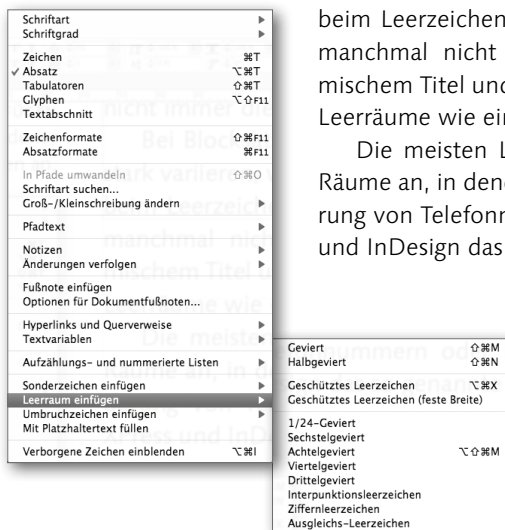 Schriftart
Schriftgrad
Zeichen ⌘T
✓ Absatz ⌥⌘T
Tabulatoren ⇧⌘T
Glyphen ⌥⇧F11
Textabschnitt
Zeichenformate ⇧⌘F11
Absatzformate ⌘F11
In Pfade umwandeln ⇧⌘O
Schriftart suchen...
Groß-/Kleinschreibung ändern
Pfadtext
Notizen
Änderungen verfolgen
Fußnote einfügen
Optionen für Dokumentfußnoten...
Hyperlinks und Querverweise
Textvariablen
Aufzählungs- und nummerierte Listen
Sonderzeichen einfügen
Leerraum einfügen
Umbruchzeichen einfügen
Mit Platzhaltertext füllen
Verborgene Zeichen einblenden ⌥⌘I
Geviert ⇧⌘M
Halbgeviert ⇧⌘N
Geschütztes Leerzeichen ⌥⌘X
Geschütztes Leerzeichen (feste Breite)
1/24-Geviert
Sechstelgeviert
Achtelgeviert ⌥⇧⌘M
Viertelgeviert
Drittelgeviert
Interpunktionsleerzeichen
Ziffernleerzeichen
Ausgleichs-Leerzeichen
beim Leerzeichen
manchmal nicht
mischem Titel und
Leerräume wie ein
Die meisten L
Räume an, in dene
rung von Telefonn
und InDesign das